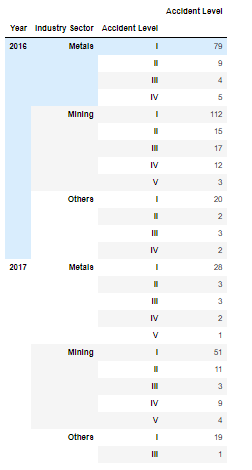 Accident Level
Year Industry Sector Accident Level
2016 Metals I 79
II 9
III 4
IV 5
Mining I 112
II 15
III 17
IV 12
V 3
Others I 20
II 2
III 3
IV 2
2017 Metals I 28
II 3
III 3
IV 2
V 1
Mining I 51
II 11
III 3
IV 9
V 4
Others I 19
III 1